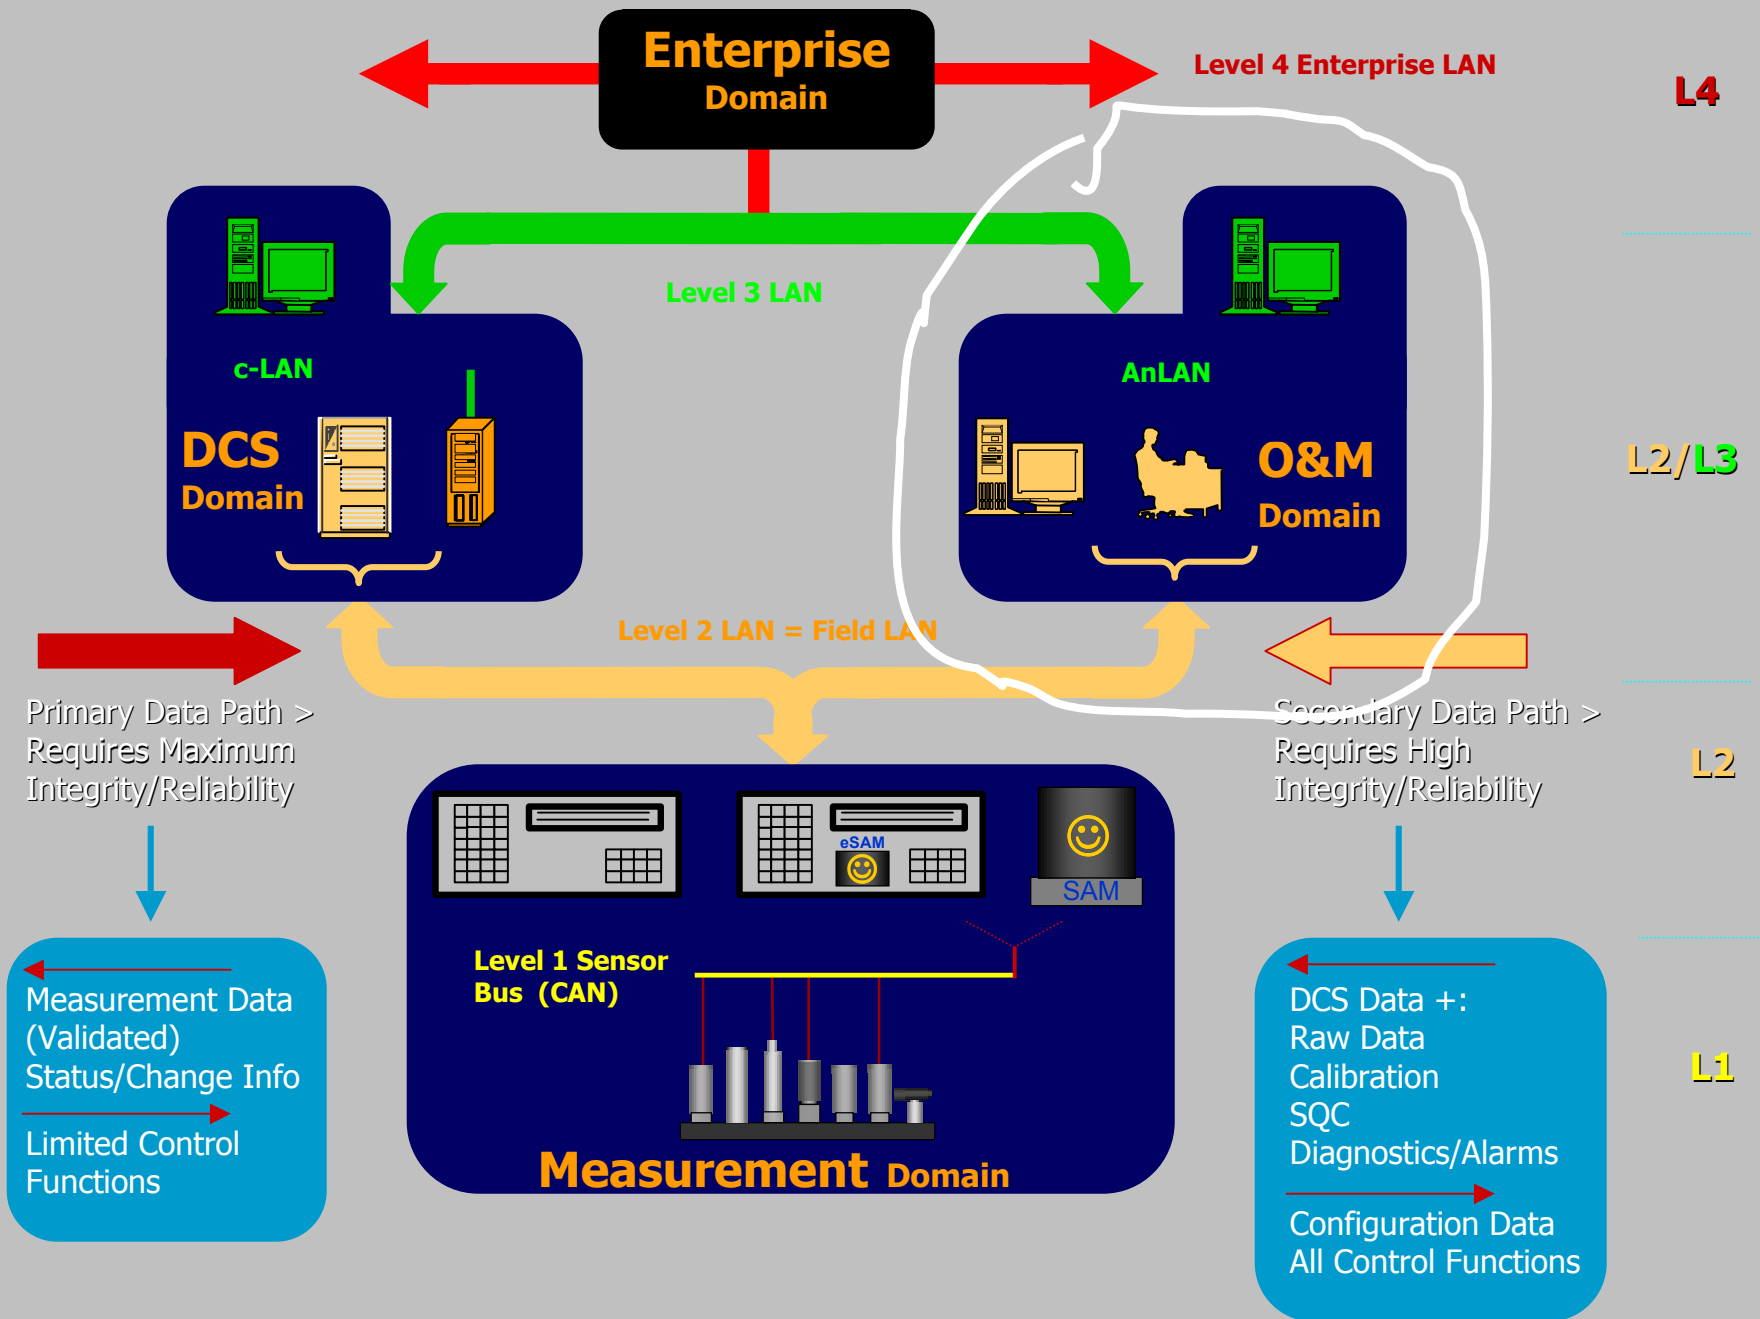 Enterprise
Domain
Level 4 Enterprise LAN
L4
Level 3 LAN
c-LAN
DCS
Domain
AnLAN
O&M
Domain
L2/L3
Level 2 LAN = Field LAN
Primary Data Path >
Requires Maximum
Integrity/Reliability
Secondary Data Path >
Requires High
Integrity/Reliability
L2
eSAM
SAM
Level 1 Sensor
Bus (CAN)
Measurement Domain
Measurement Data
(Validated)
Status/Change Info
Limited Control
Functions
DCS Data +:
Raw Data
Calibration
SQC
Diagnostics/Alarms
Configuration Data
All Control Functions
L1